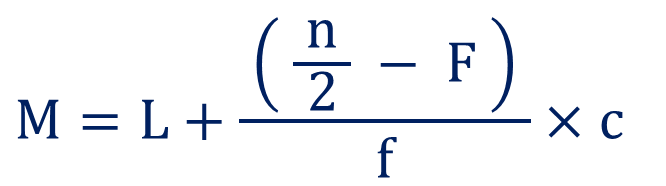 M = L + ( n/2 − F ) / f × c